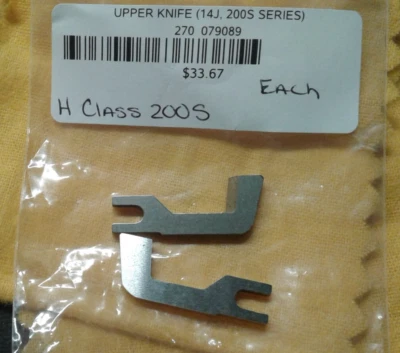 UPPER KNIFE (14J. 200S SERIES)
270 079089
$33.67
EACH
H CLASS 200S